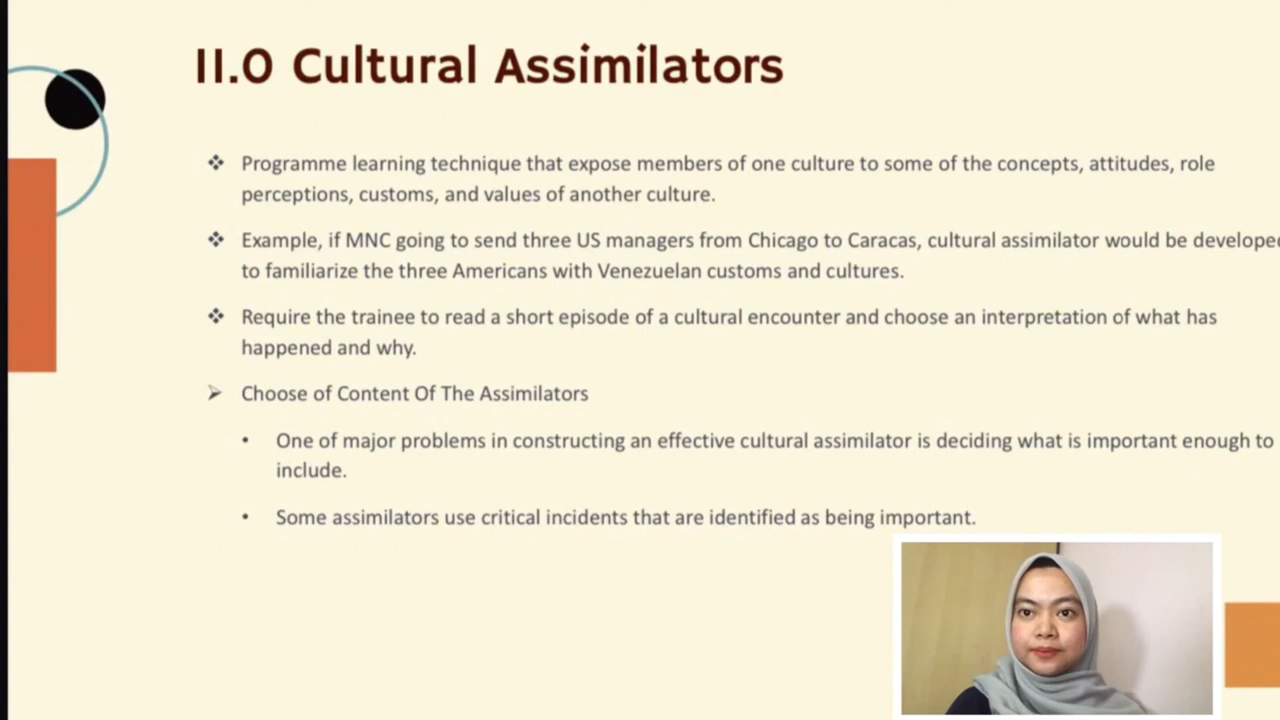 11.0 Cultural Assimilators
❖ Programme learning technique that expose members of one culture to some of the concepts, attitudes, role
perceptions, customs, and values of another culture.
❖ Example, if MNC going to send three US managers from Chicago to Caracas, cultural assimilator would be developed
to familiarize the three Americans with Venezuelan customs and cultures.
❖ Require the trainee to read a short episode of a cultural encounter and choose an interpretation of what has
happened and why.
➢ Choose of Content Of The Assimilators
• One of major problems in constructing an effective cultural assimilator is deciding what is important enough to
include.
• Some assimilators use critical incidents that are identified as being important.